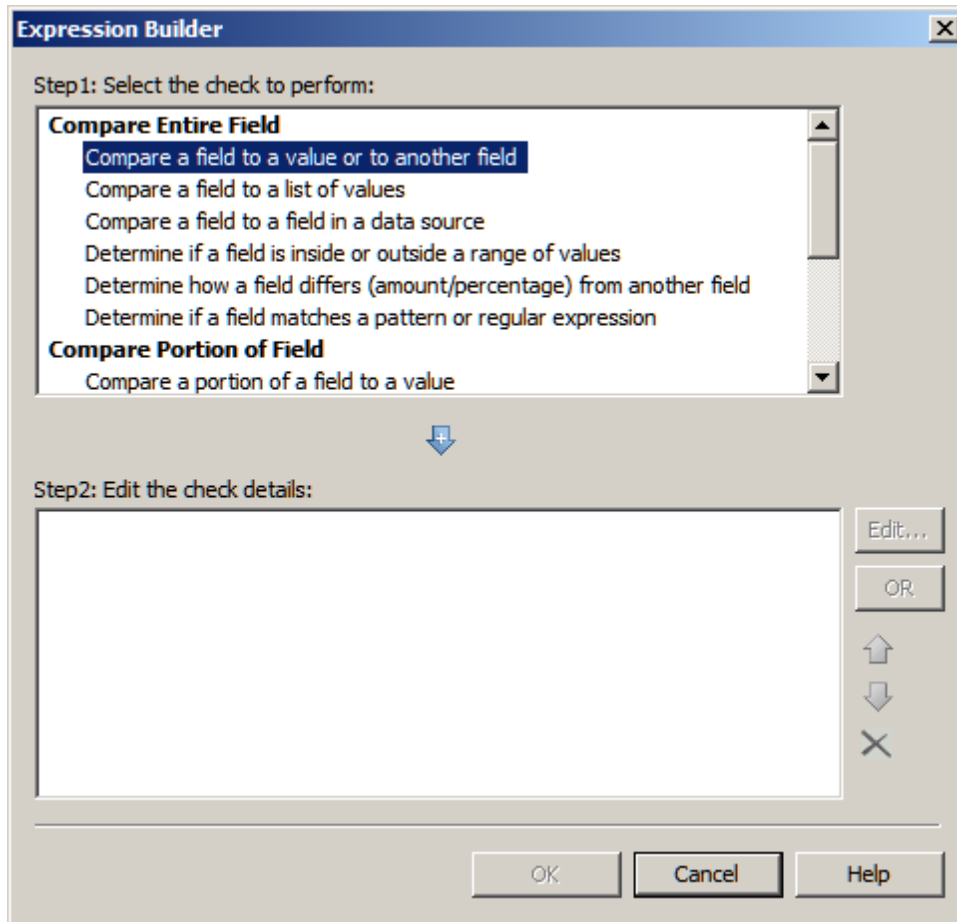 Expression Builder
Step1: Select the check to perform:
Compare Entire Field
Compare a field to a value or to another field
Compare a field to a list of values
Compare a field to a field in a data source
Determine if a field is inside or outside a range of values
Determine how a field differs (amount/percentage) from another field
Determine if a field matches a pattern or regular expression
Compare Portion of Field
Compare a portion of a field to a value
Step2: Edit the check details:
Edit...
OR
OK Cancel Help